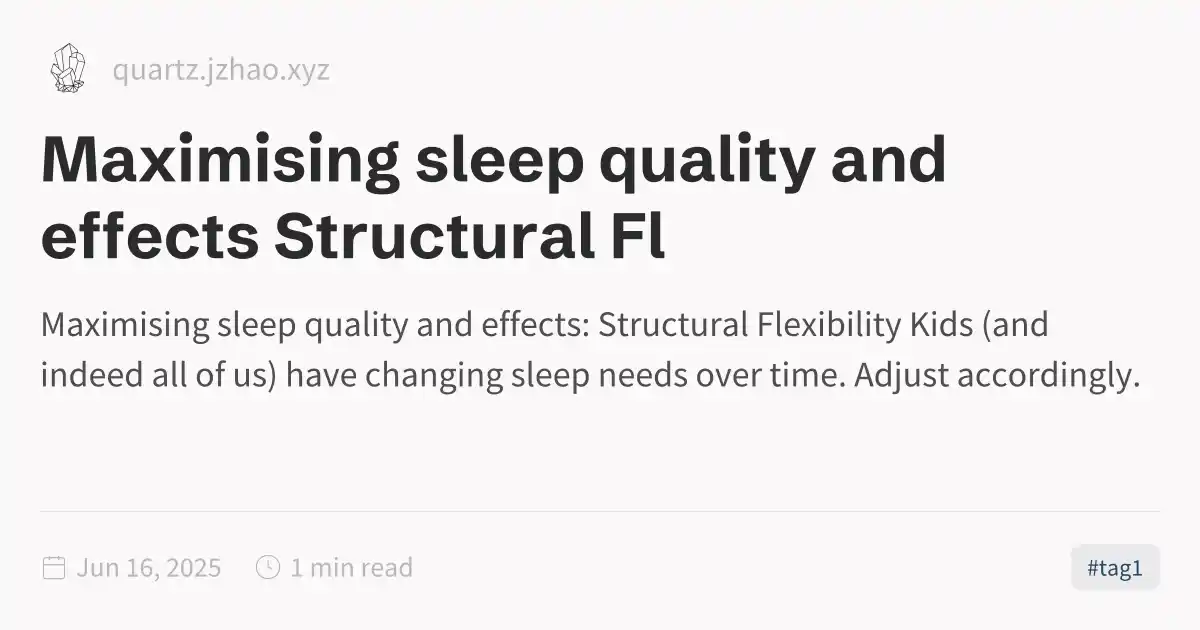 quartz.jzhao.xyz
Maximising sleep quality and
effects Structural Fl
Maximising sleep quality and effects: Structural Flexibility Kids (and
indeed all of us) have changing sleep needs over time. Adjust accordingly.
Jun 16, 2025 1 min read #tag1